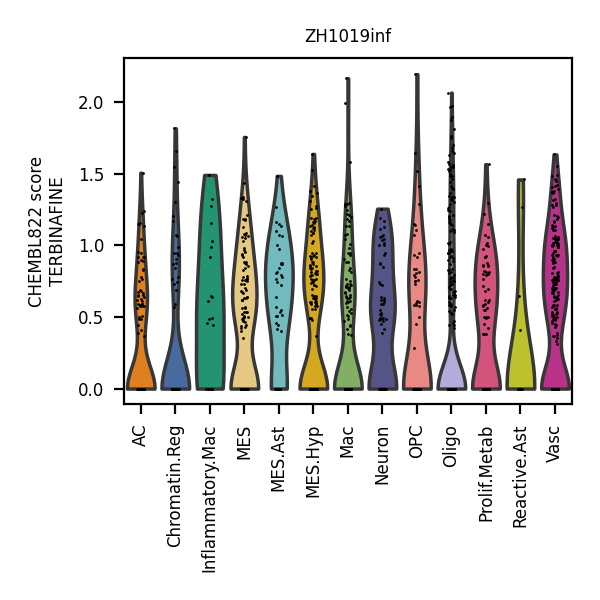 ZH1019inf
CHEMBL822 score
TERBINAFINE
2.0
1.5
1.0
0.5
0.0
AC
Chromatin.Reg
Inflammatory.Mac
MES
MES.Ast
MES.Hyp
Mac
Neuron
OPC
Oligo
Prolif.Metab
Reactive.Ast
Vasc